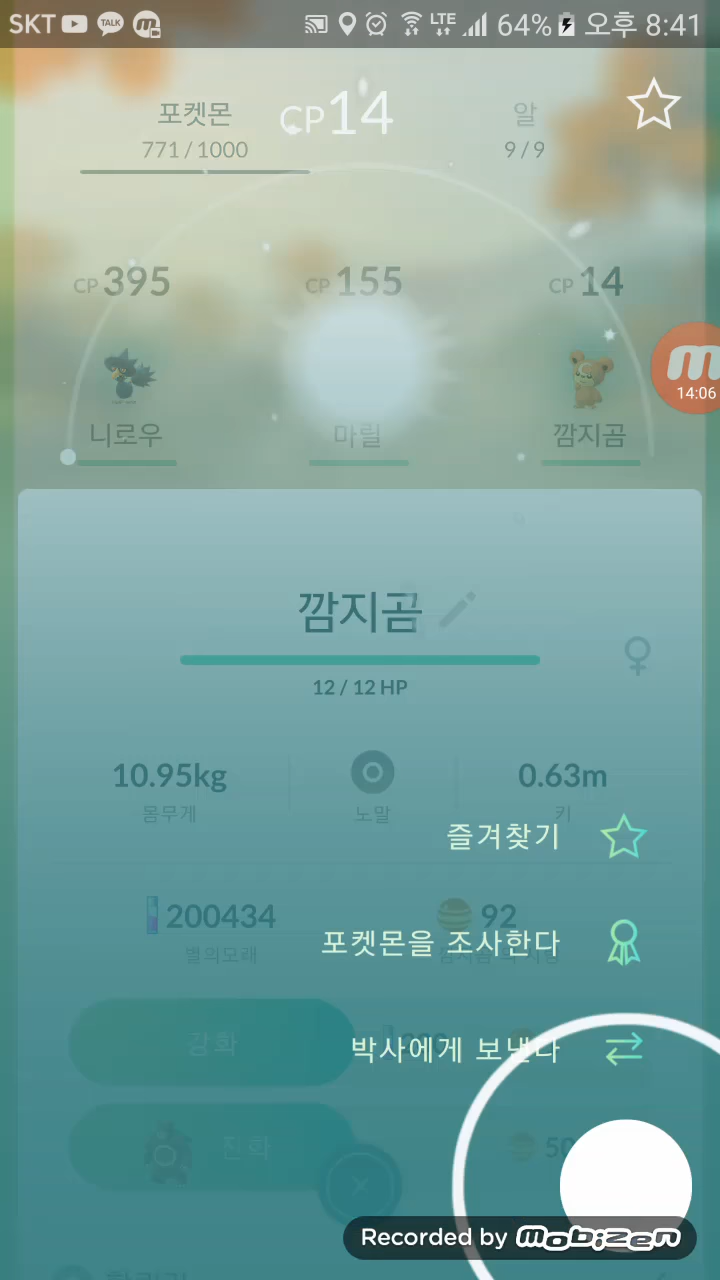 SKT TALK LTE 64% 오후 8:41
포켓몬 CP14 알
771 / 1000 9 / 9
CP395 CP155 CP14
14:06
니로우 마릴 깜지곰
깜지곰
12 / 12 HP
10.95kg 0.63m
몸무게 노말 키
즐겨찾기
200434 92
별의모래
포켓몬을 조사한다
강화
박사에게 보낸다
진화 50
Recorded by mobizen